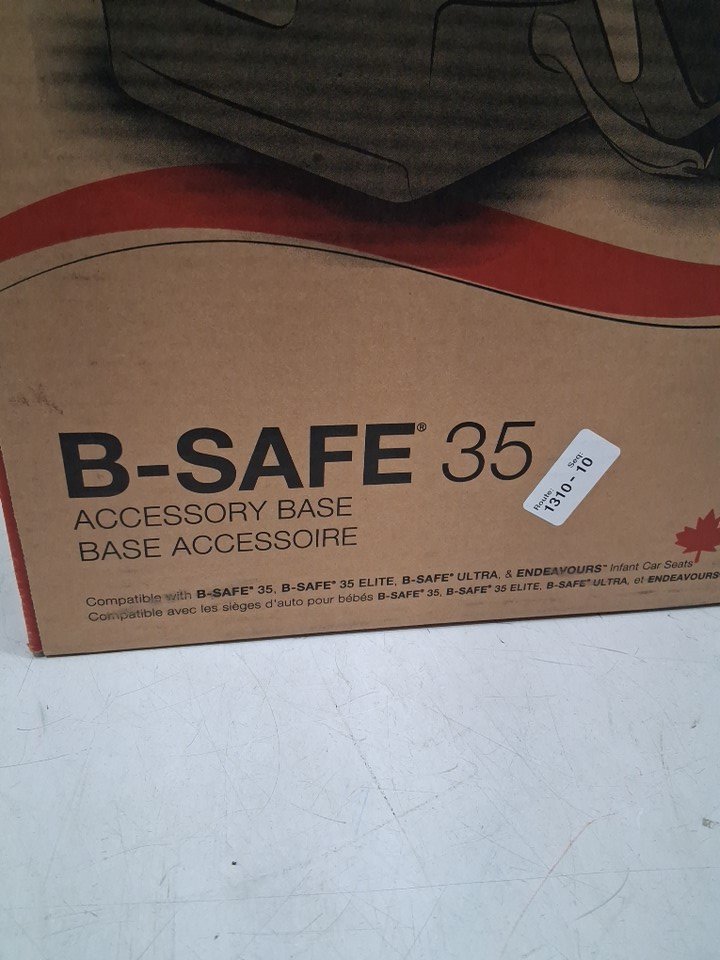 B-SAFE® 35
ACCESSORY BASE
BASE ACCESSOIRE
Route: Seq:
1310 - 10
Compatible with B-SAFE® 35, B-SAFE® 35 ELITE, B-SAFE® ULTRA, & ENDEAVOURS™ Infant Car Seats
Compatible avec les sièges d'auto pour bébés B-SAFE® 35, B-SAFE® 35 ELITE, B-SAFE® ULTRA, et ENDEAVOURS